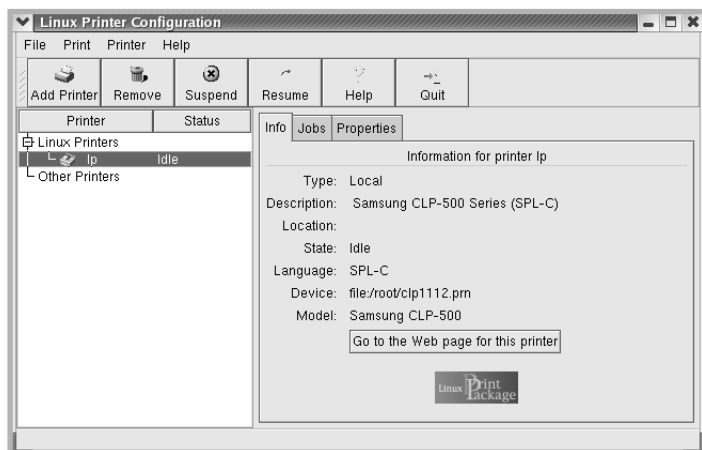 Linux Printer Configuration
File Print Printer Help
Add Printer Remove Suspend Resume Help Quit
Printer Status
Linux Printers
lp Idle
Other Printers
Info Jobs Properties
Information for printer lp
Type: Local
Description: Samsung CLP-500 Series (SPL-C)
Location:
State: Idle
Language: SPL-C
Device: file:/root/clp1112.prn
Model: Samsung CLP-500
Go to the Web page for this printer
Linux Print Package